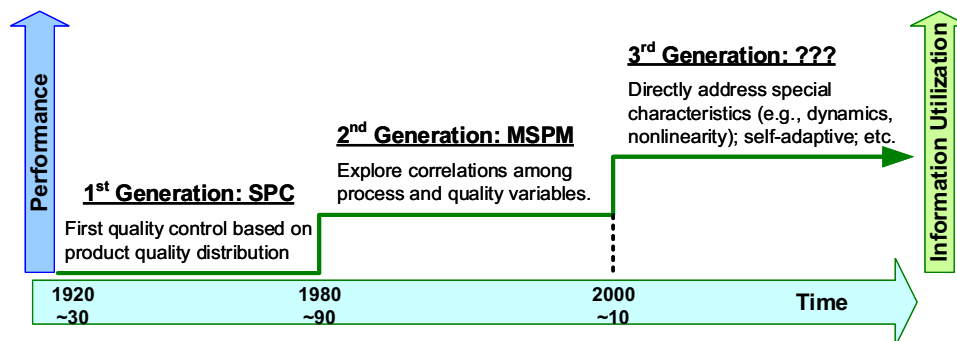 Performance
1st Generation: SPC
First quality control based on
product quality distribution
2nd Generation: MSPM
Explore correlations among
process and quality variables.
3rd Generation: ???
Directly address special
characteristics (e.g., dynamics,
nonlinearity); self-adaptive; etc.
Information Utilization
1920
~30
1980
~90
2000
~10
Time